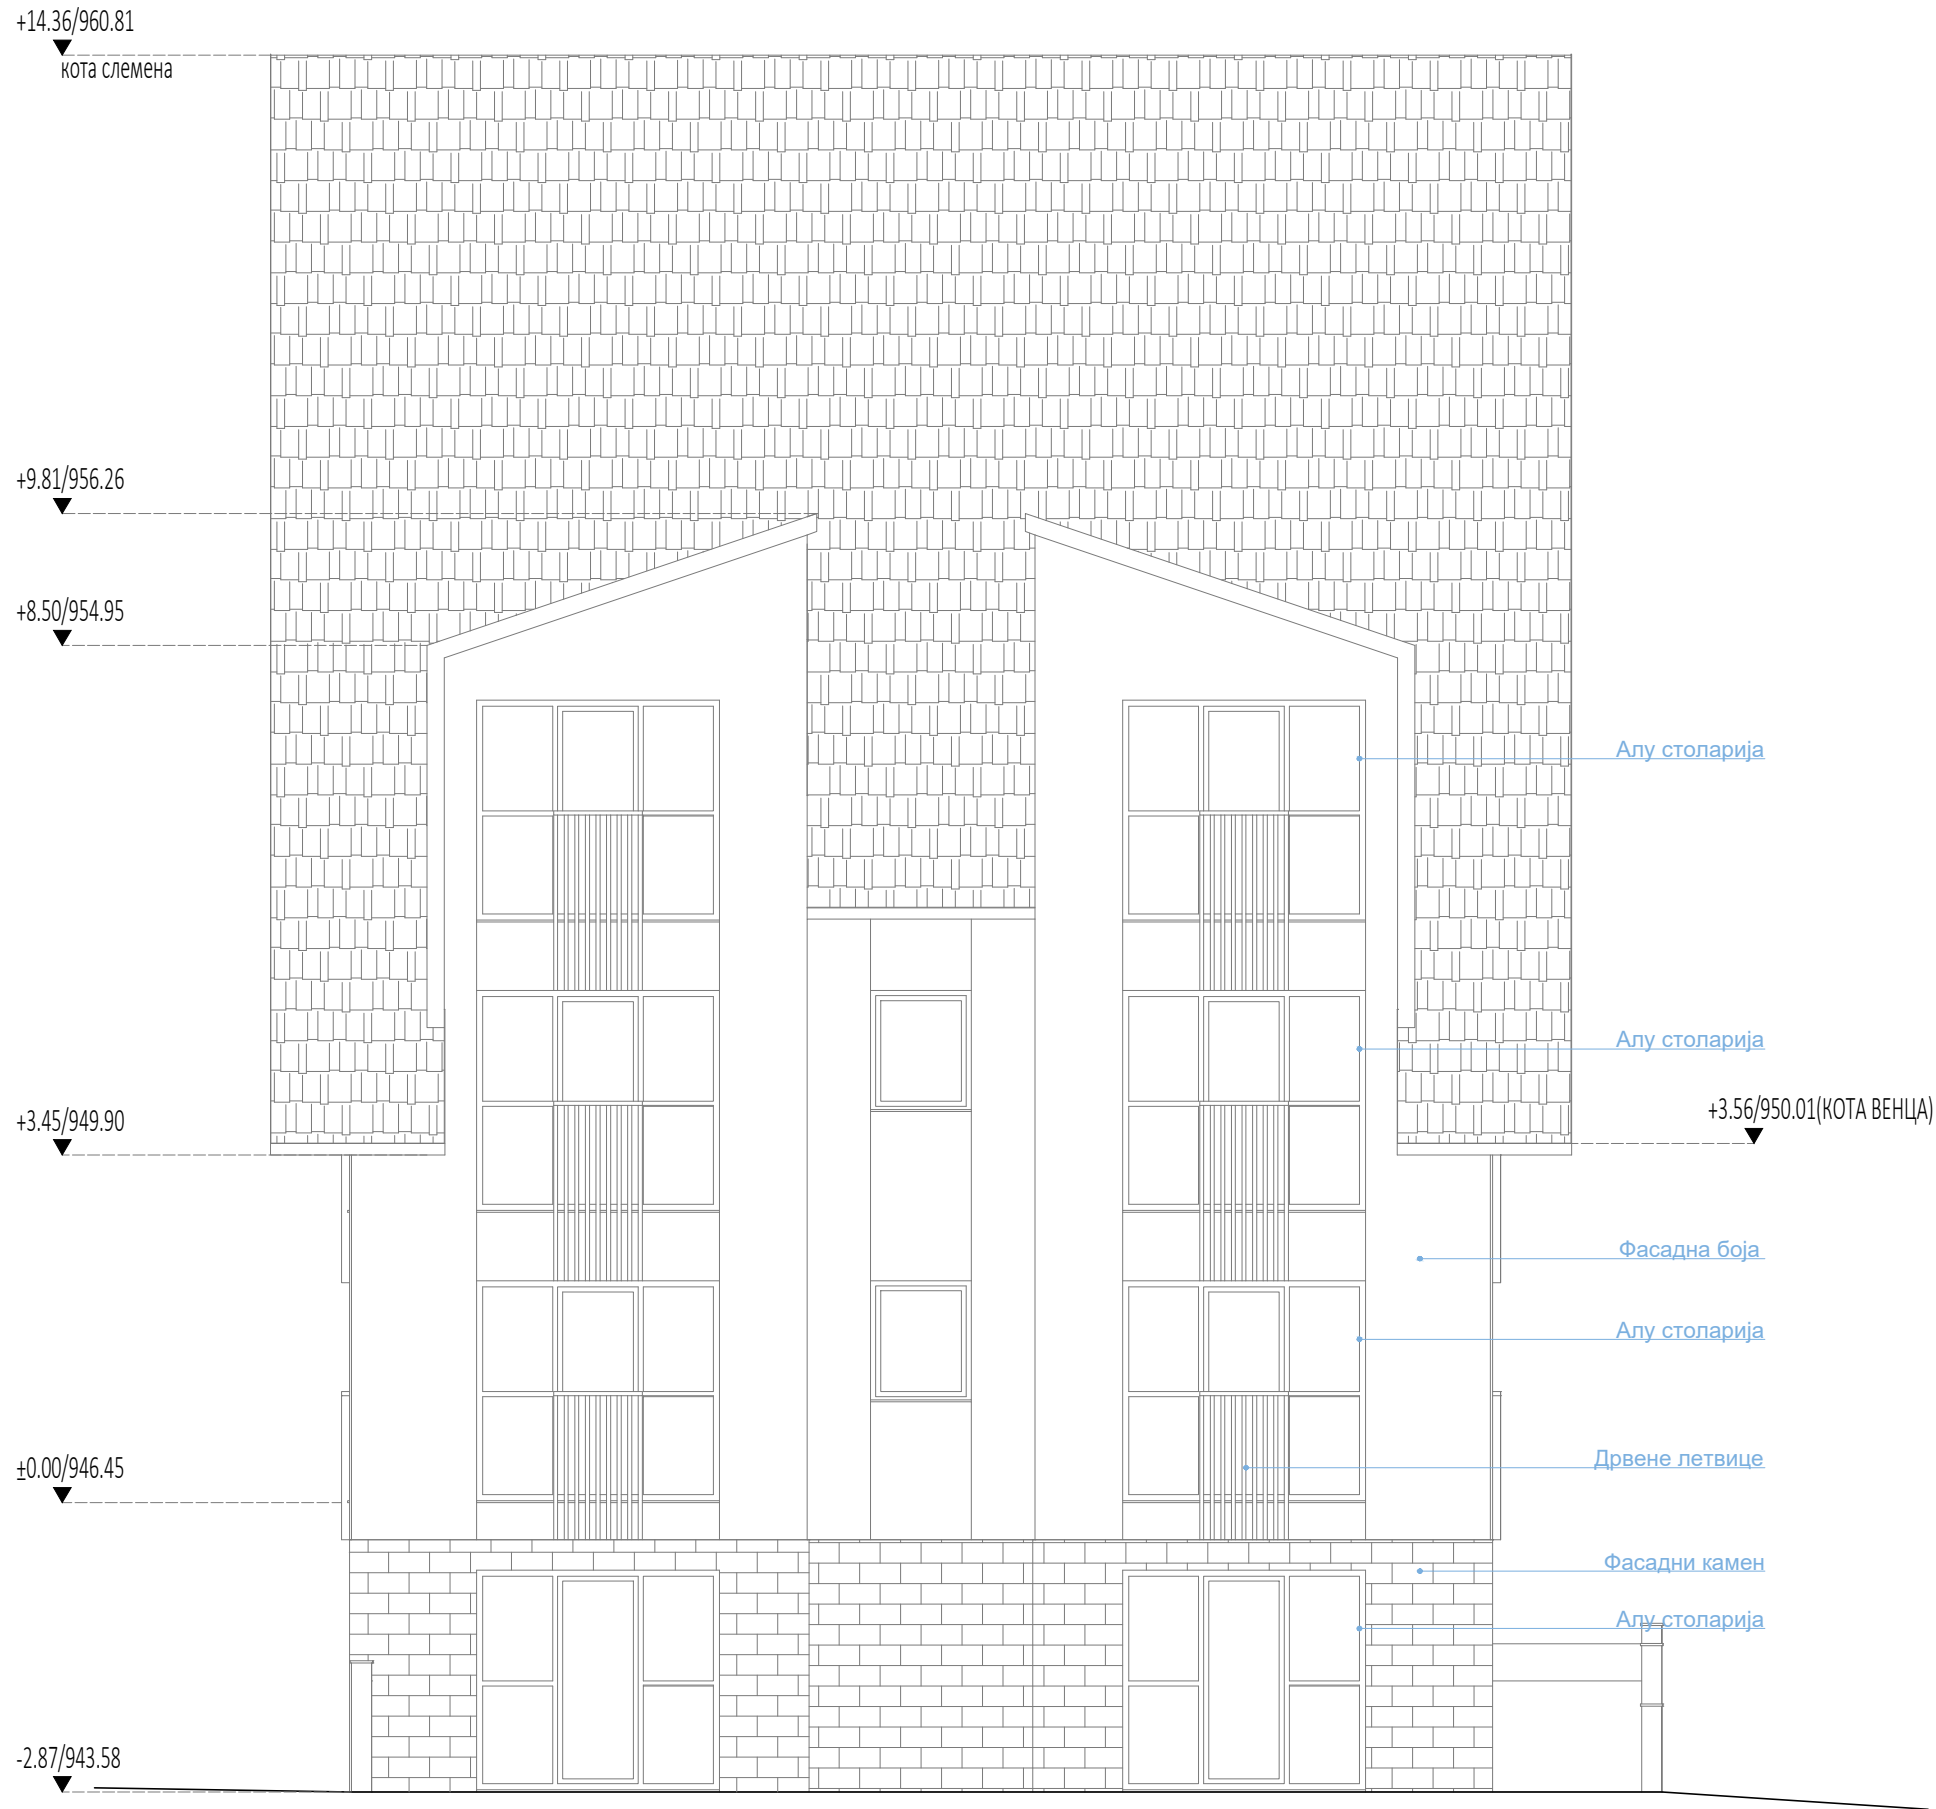 +14.36/960.81
кота слемена
+9.81/956.26
+8.50/954.95
Алу столарија
Алу столарија
+3.45/949.90
+3.56/950.01(КОТА ВЕНЦА)
Фасадна боја
Алу столарија
Дрвене летвице
±0.00/946.45
Фасадни камен
Алу столарија
-2.87/943.58